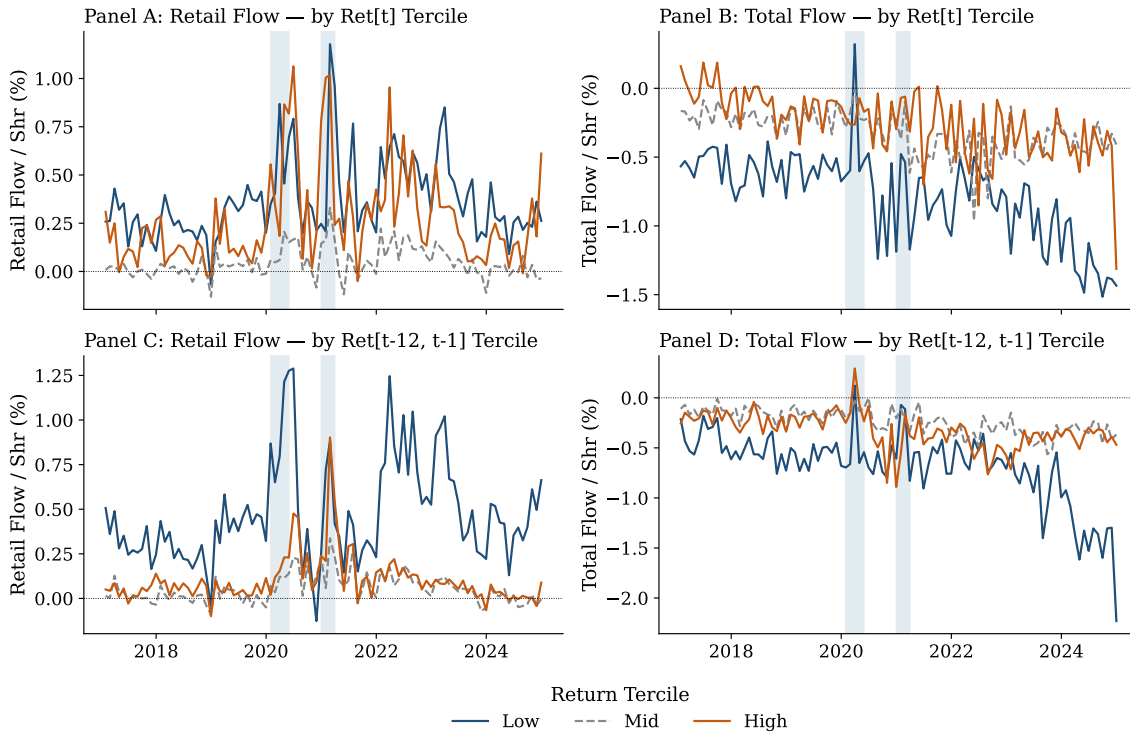 Panel A: Retail Flow — by Ret[t] Tercile
Retail Flow / Shr (%)
1.00
0.75
0.50
0.25
0.00
Panel B: Total Flow — by Ret[t] Tercile
Total Flow / Shr (%)
0.0
−0.5
−1.0
−1.5
Panel C: Retail Flow — by Ret[t-12, t-1] Tercile
Retail Flow / Shr (%)
1.25
1.00
0.75
0.50
0.25
0.00
2018 2020 2022 2024
Panel D: Total Flow — by Ret[t-12, t-1] Tercile
Total Flow / Shr (%)
0.0
−0.5
−1.0
−1.5
−2.0
2018 2020 2022 2024
Return Tercile
Low Mid High